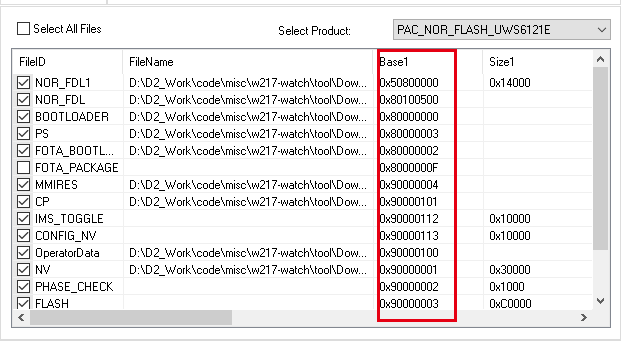 Select All Files Select Product: PAC_NOR_FLASH_UWS6121E
FileID FileName Base1 Size1
NOR_FDL1 D:\D2_Work\code\misc\w217-watch\tool\Dow... 0x50800000 0x14000
NOR_FDL D:\D2_Work\code\misc\w217-watch\tool\Dow... 0x80100500
BOOTLOADER D:\D2_Work\code\misc\w217-watch\tool\Dow... 0x80000000
PS D:\D2_Work\code\misc\w217-watch\tool\Dow... 0x80000003
FOTA_BOOTL... D:\D2_Work\code\misc\w217-watch\tool\Dow... 0x80000002
FOTA_PACKAGE 0x8000000F
MMIRES D:\D2_Work\code\misc\w217-watch\tool\Dow... 0x90000004
CP D:\D2_Work\code\misc\w217-watch\tool\Dow... 0x90000101
IMS_TOGGLE 0x90000112 0x10000
CONFIG_NV 0x90000113 0x10000
OperatorData D:\D2_Work\code\misc\w217-watch\tool\Dow... 0x90000100
NV D:\D2_Work\code\misc\w217-watch\tool\Dow... 0x90000001 0x30000
PHASE_CHECK 0x90000002 0x1000
FLASH 0x90000003 0xC0000